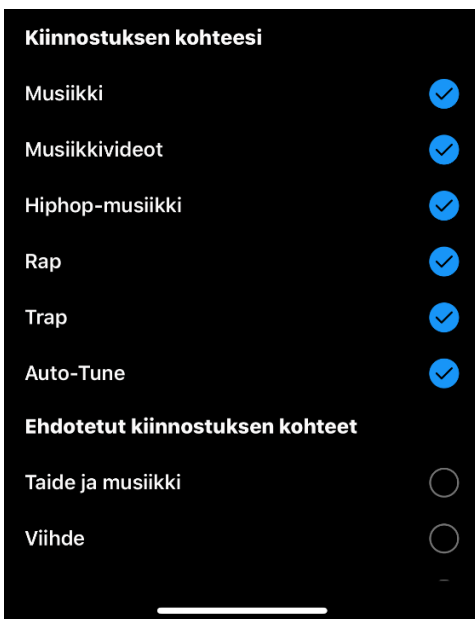 Kiinnostuksen kohteesi
Musiikki
Musiikkivideot
Hiphop-musiikki
Rap
Trap
Auto-Tune
Ehdotetut kiinnostuksen kohteet
Taide ja musiikki
Viihde